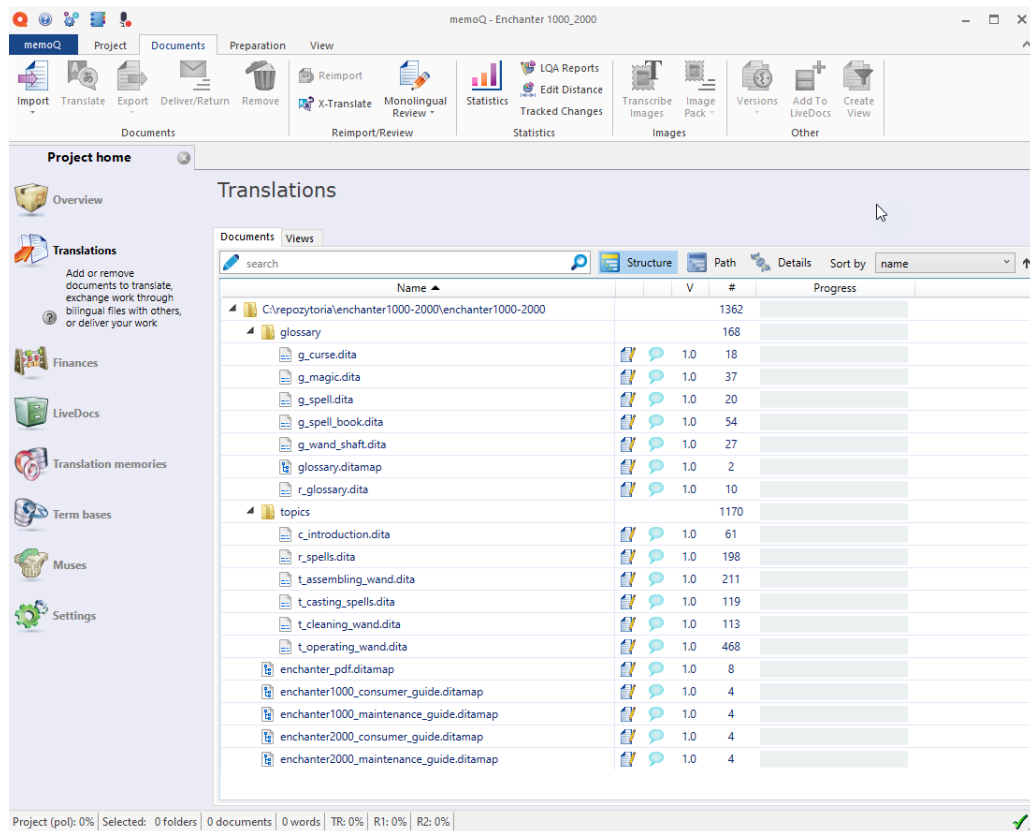 memoQ - Enchanter 1000_2000
memoQ Project Documents Preparation View
Import Translate Export Deliver/Return Remove
Documents
Reimport
X-Translate
Monolingual
Review
Reimport/Review
Statistics
LQA Reports
Edit Distance
Tracked Changes
Statistics
Transcribe
Images
Image
Pack
Images
Versions
Add To
LiveDocs
Create
View
Other
Project home
Overview
Translations
Add or remove
documents to translate,
exchange work through
bilingual files with others,
or deliver your work
Finances
LiveDocs
Translation memories
Term bases
Muses
Settings
Translations
Documents Views
search Structure Path Details Sort by name
Name V # Progress
C:\repozytoria\enchanter1000-2000\enchanter1000-2000 1362
glossary 168
g_curse.dita 1.0 18
g_magic.dita 1.0 37
g_spell.dita 1.0 20
g_spell_book.dita 1.0 54
g_wand_shaft.dita 1.0 27
glossary.ditamap 1.0 2
r_glossary.dita 1.0 10
topics 1170
c_introduction.dita 1.0 61
r_spells.dita 1.0 198
t_assembling_wand.dita 1.0 211
t_casting_spells.dita 1.0 119
t_cleaning_wand.dita 1.0 113
t_operating_wand.dita 1.0 468
enchanter_pdf.ditamap 1.0 8
enchanter1000_consumer_guide.ditamap 1.0 4
enchanter1000_maintenance_guide.ditamap 1.0 4
enchanter2000_consumer_guide.ditamap 1.0 4
enchanter2000_maintenance_guide.ditamap 1.0 4
Project (pol): 0% Selected: 0 folders 0 documents 0 words TR: 0% R1: 0% R2: 0%